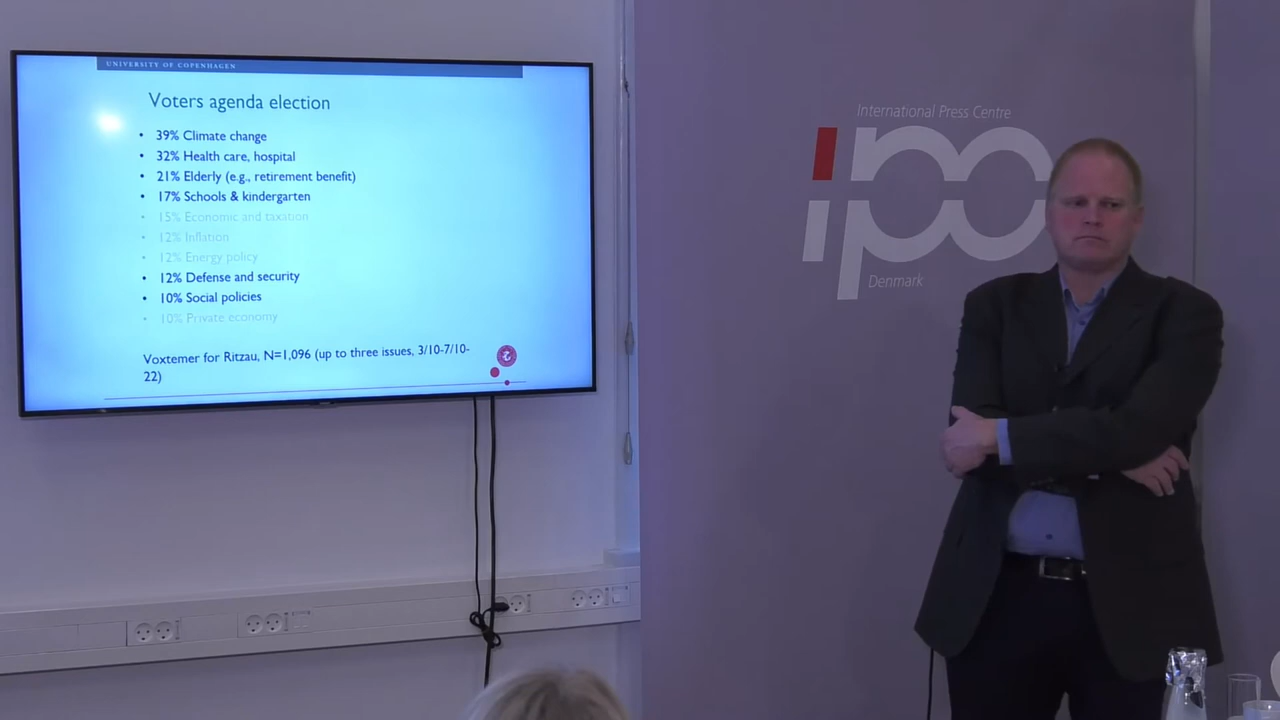 UNIVERSITY OF COPENHAGEN
Voters agenda election
• 39% Climate change
• 32% Health care, hospital
• 21% Elderly (e.g., retirement benefit)
• 17% Schools & kindergarten
• 15% Economic and taxation
• 12% Inflation
• 12% Energy policy
• 12% Defense and security
• 10% Social policies
• 10% Private economy
Voxtemer for Ritzau, N=1,096 (up to three issues, 3/10-7/10-
22)
International Press Centre
ipc
Denmark